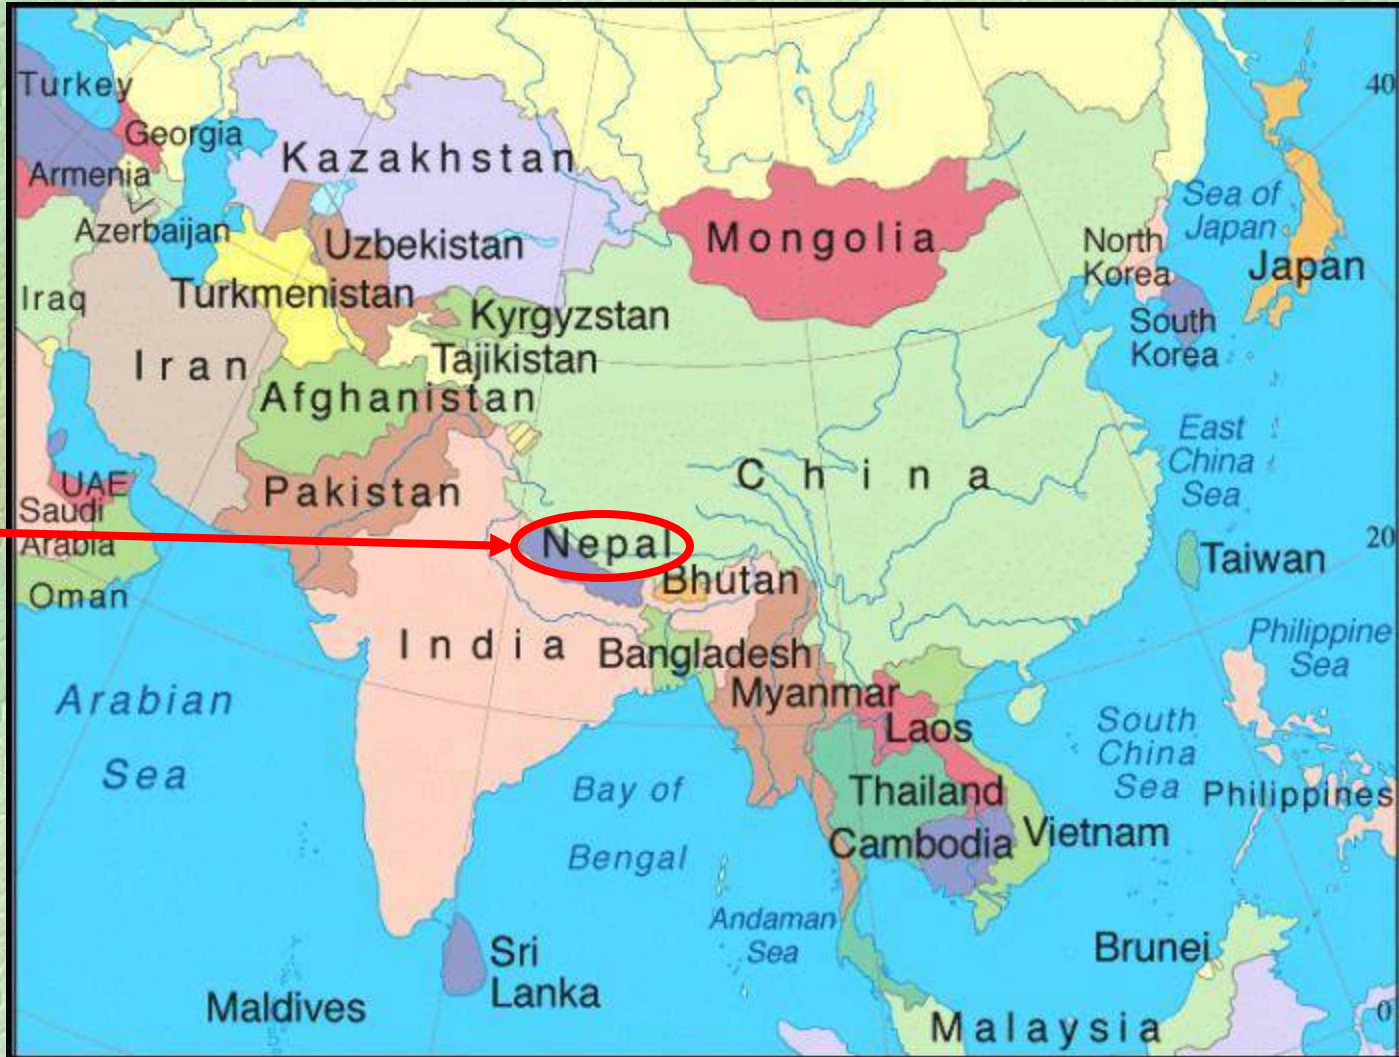 Turkey
40
Georgia
Kazakhstan
Armenia
Sea of
Japan
Azerbaijan
Uzbekistan
Mongolia
North
Korea
Japan
Iraq
Turkmenistan
Kyrgyzstan
South
Korea
Iran
Tajikistan
Afghanistan
East
China
Sea
China
UAE
Pakistan
Saudi
Arabia
Nepal
20
Taiwan
Oman
Bhutan
India
Bangladesh
Philippine
Sea
Arabian
Sea
Myanmar
Laos
South
China
Sea
Bay of
Bengal
Thailand
Philippines
Cambodia
Vietnam
Andaman
Sea
Sri
Lanka
Brunei
Maldives
Malaysia
0